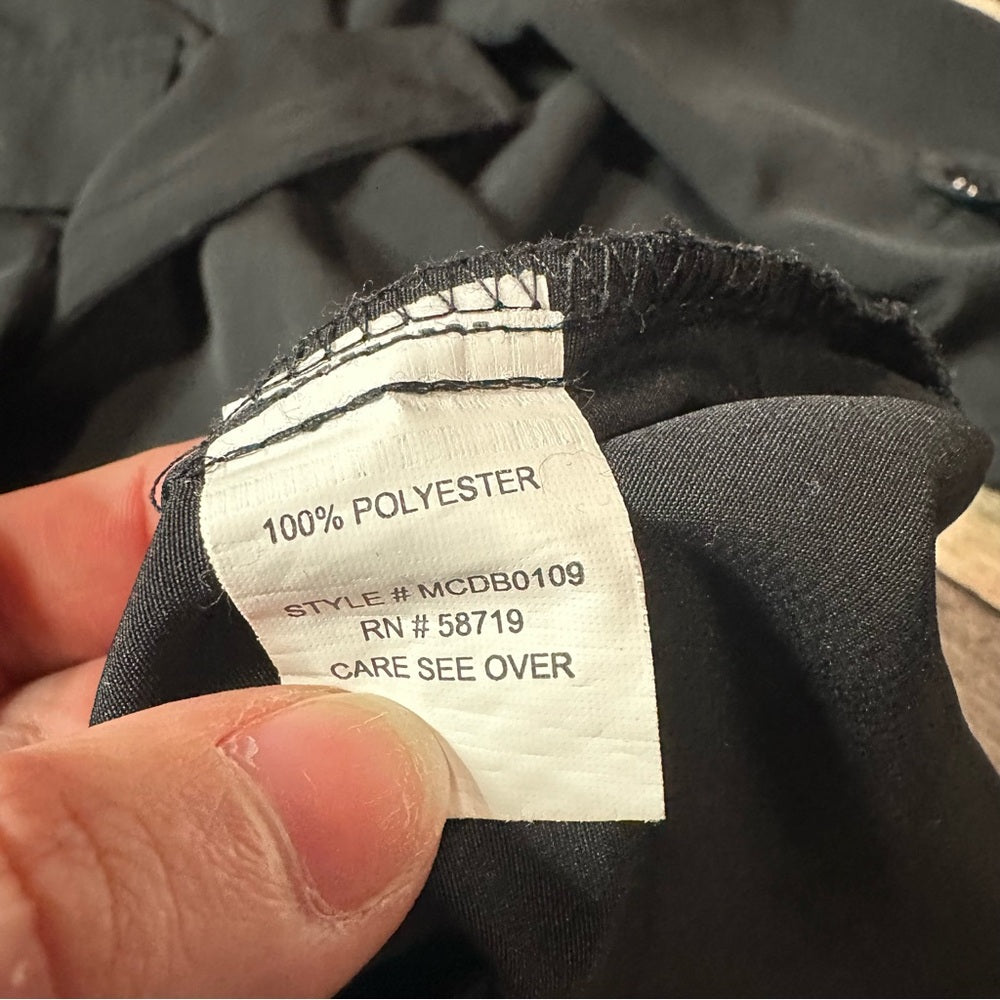 100% POLYESTER
STYLE # MCDB0109
RN # 58719
CARE SEE OVER